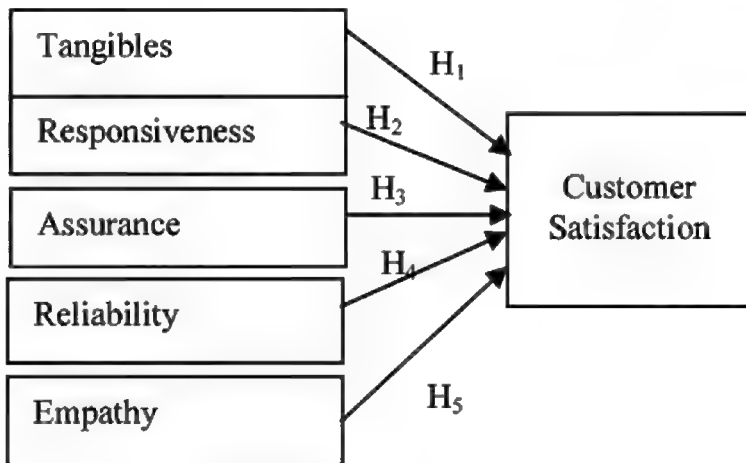 Tangibles
H₁
Responsiveness
H₂
Assurance
H₃
Customer
Satisfaction
Reliability
H₄
Empathy
H₅